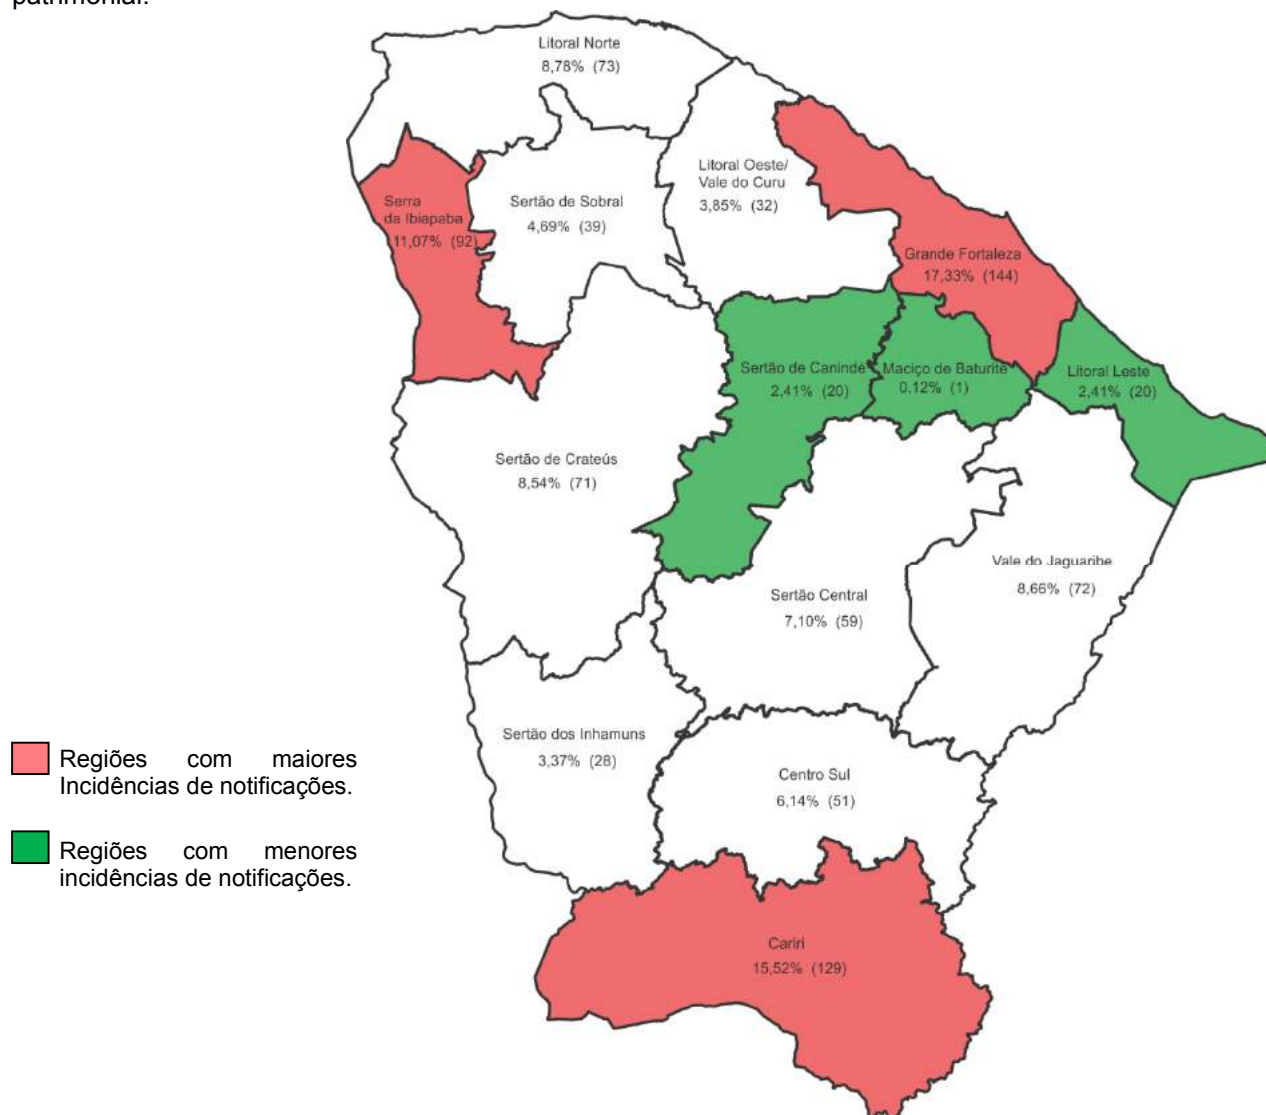 patrimonial.
Litoral Norte
8,78% (73)
Litoral Oeste/
Vale do Curu
3,85% (32)
Serra
da Ibiapaba
11,07% (92)
Sertão de Sobral
4,69% (39)
Grande Fortaleza
17,33% (144)
Sertão de Canindé
2,41% (20)
Maciço de Baturité
0,12% (1)
Litoral Leste
2,41% (20)
Sertão de Crateús
8,54% (71)
Vale do Jaguaribe
8,66% (72)
Sertão Central
7,10% (59)
Sertão dos Inhamuns
3,37% (28)
Centro Sul
6,14% (51)
Regiões com maiores
Incidências de notificações.
Regiões com menores
incidências de notificações.
Cariri
15,52% (129)